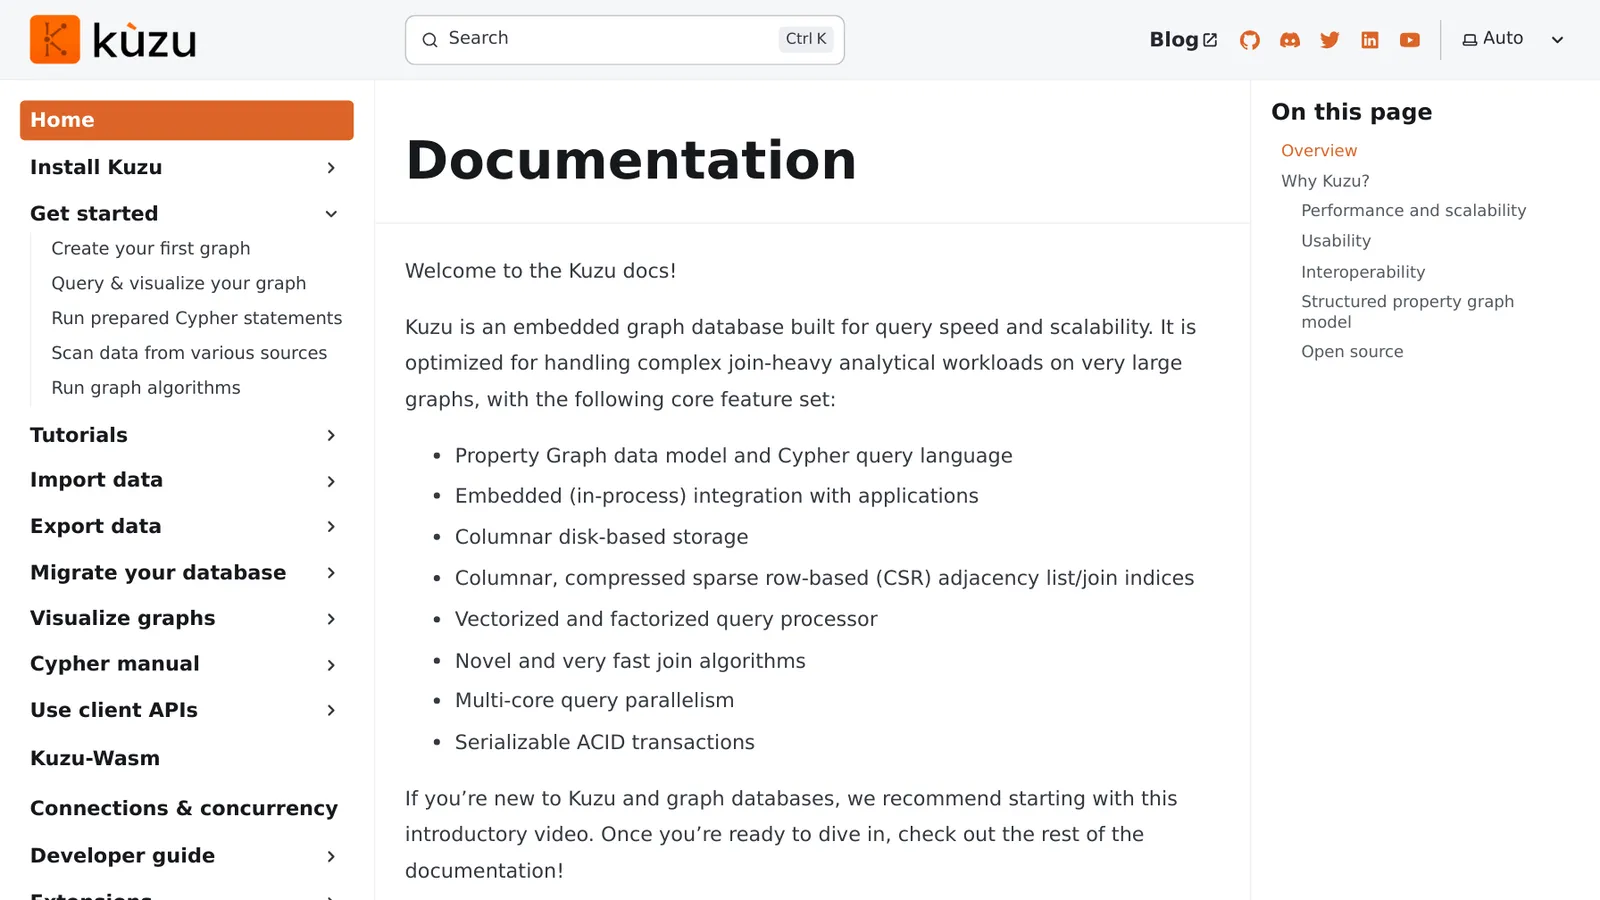 kùzu
Search
Ctrl K
Blog
Auto
Home
Install Kuzu
Get started
Create your first graph
Query & visualize your graph
Run prepared Cypher statements
Scan data from various sources
Run graph algorithms
Tutorials
Import data
Export data
Migrate your database
Visualize graphs
Cypher manual
Use client APIs
Kuzu-Wasm
Connections & concurrency
Developer guide
Extensions
Documentation
Welcome to the Kuzu docs!
Kuzu is an embedded graph database built for query speed and scalability. It is
optimized for handling complex join-heavy analytical workloads on very large
graphs, with the following core feature set:
• Property Graph data model and Cypher query language
• Embedded (in-process) integration with applications
• Columnar disk-based storage
• Columnar, compressed sparse row-based (CSR) adjacency list/join indices
• Vectorized and factorized query processor
• Novel and very fast join algorithms
• Multi-core query parallelism
• Serializable ACID transactions
If you’re new to Kuzu and graph databases, we recommend starting with this
introductory video. Once you’re ready to dive in, check out the rest of the
documentation!
On this page
Overview
Why Kuzu?
Performance and scalability
Usability
Interoperability
Structured property graph
model
Open source